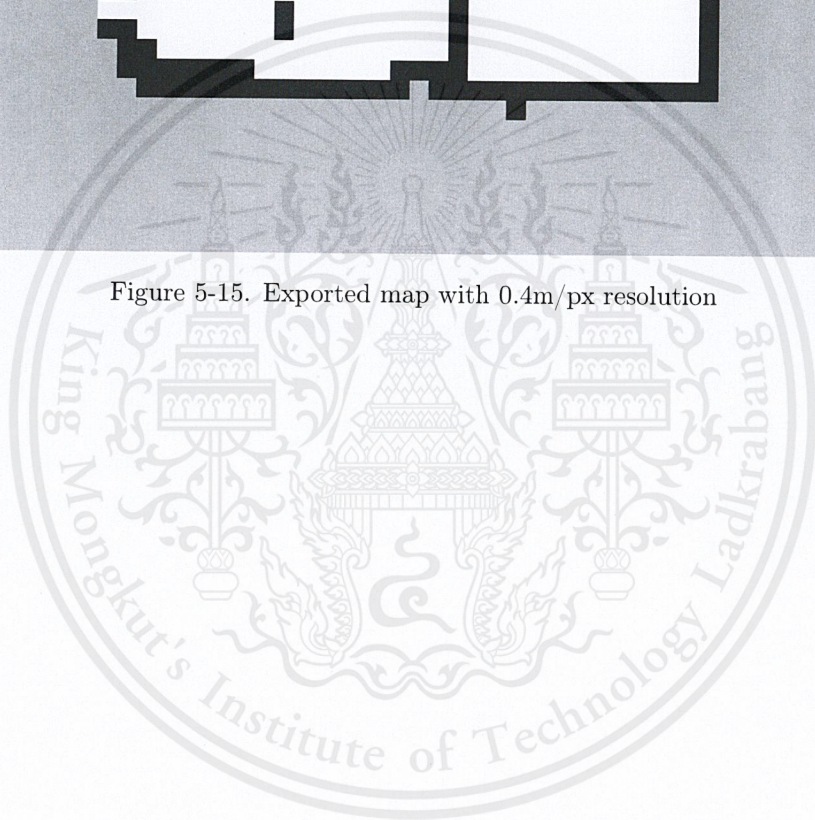 Figure 5-15. Exported map with 0.4m/px resolution
King Mongkut's Institute of Technology Ladkrabang